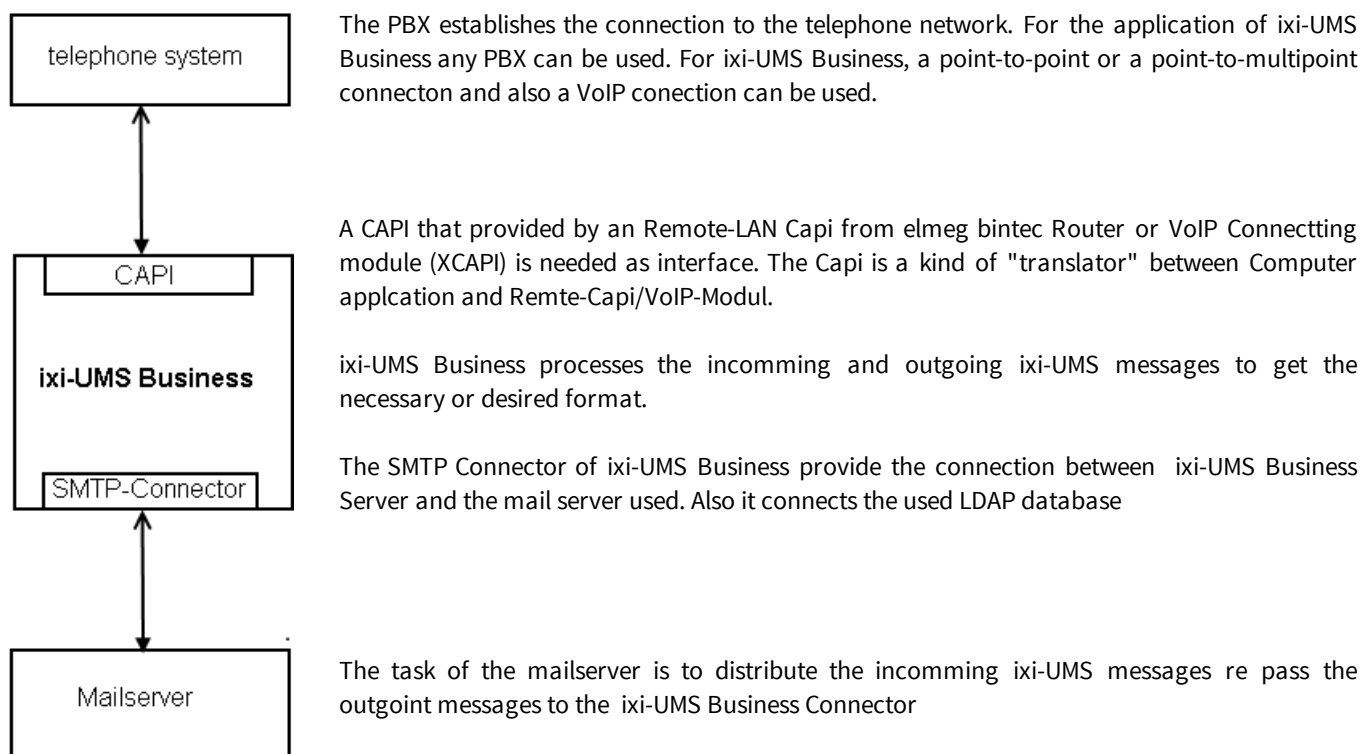 telephone system
The PBX establishes the connection to the telephone network. For the application of ixi-UMS
Business any PBX can be used. For ixi-UMS Business, a point-to-point or a point-to-multipoint
connecton and also a VoIP conection can be used.
CAPI
A CAPI that provided by an Remote-LAN Capi from elmeg bintec Router or VoIP Connectting
module (XCAPI) is needed as interface. The Capi is a kind of "translator" between Computer
applcation and Remte-Capi/VoIP-Modul.
ixi-UMS Business
ixi-UMS Business processes the incomming and outgoing ixi-UMS messages to get the
necessary or desired format.
SMTP-Connector
The SMTP Connector of ixi-UMS Business provide the connection between ixi-UMS Business
Server and the mail server used. Also it connects the used LDAP database
Mailserver
The task of the mailserver is to distribute the incomming ixi-UMS messages re pass the
outgoint messages to the ixi-UMS Business Connector